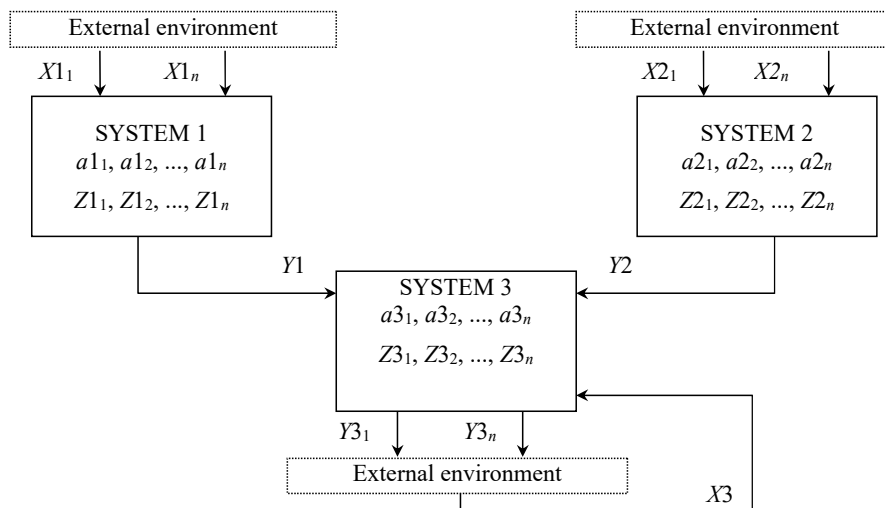 External environment
External environment
X1₁ X1ₙ
X2₁ X2ₙ
SYSTEM 1
a1₁, a1₂, ..., a1ₙ
Z1₁, Z1₂, ..., Z1ₙ
SYSTEM 2
a2₁, a2₂, ..., a2ₙ
Z2₁, Z2₂, ..., Z2ₙ
Y1
Y2
SYSTEM 3
a3₁, a3₂, ..., a3ₙ
Z3₁, Z3₂, ..., Z3ₙ
Y3₁ Y3ₙ
External environment
X3